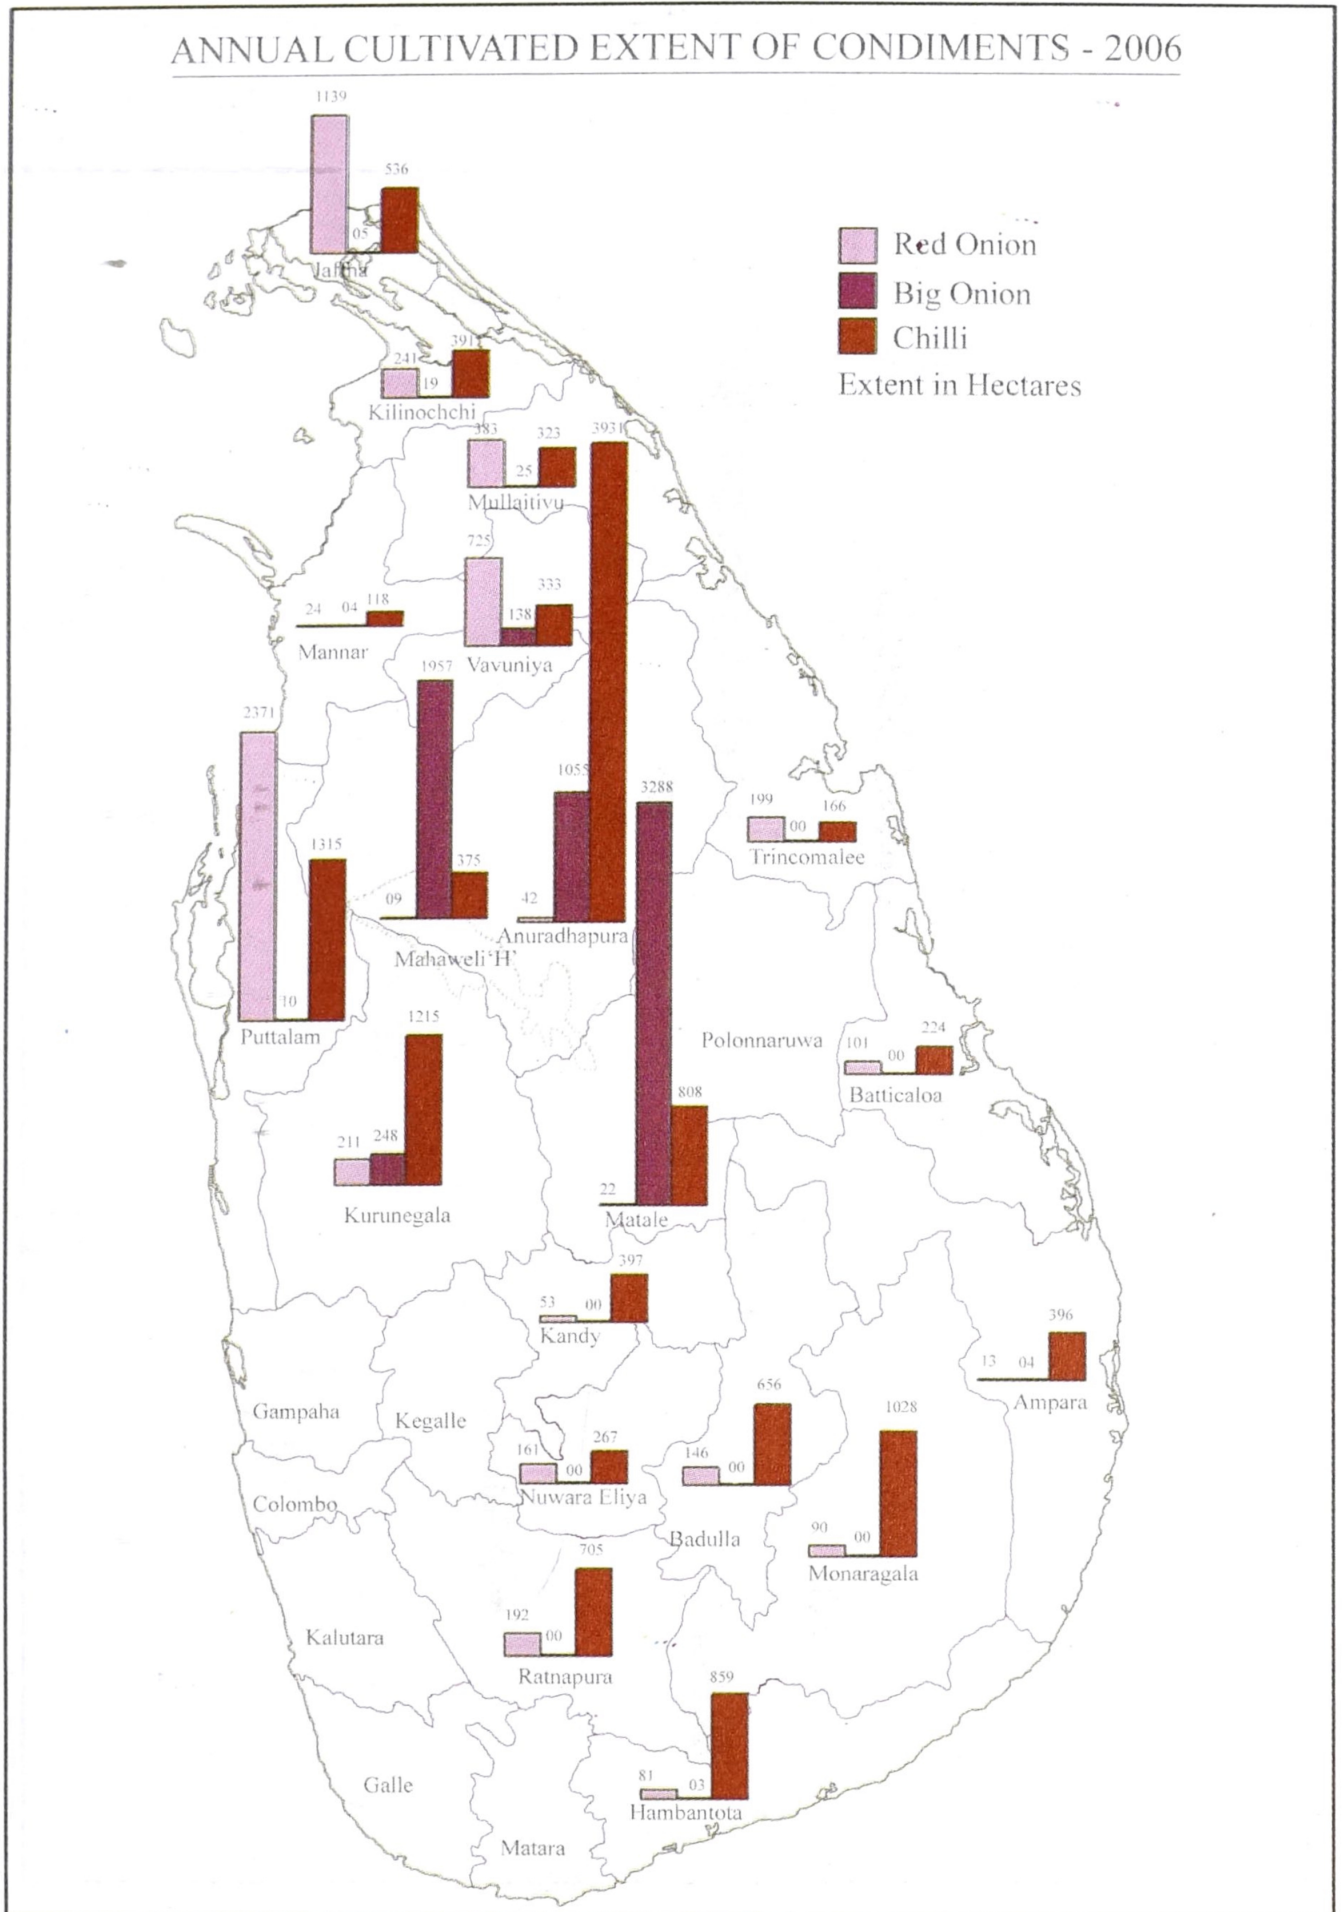 ANNUAL CULTIVATED EXTENT OF CONDIMENTS - 2006
1139
536
05
Jaffna
Red Onion
Big Onion
Chilli
Extent in Hectares
241
19
391
Kilinochchi
383
25
323
Mullaitivu
3931
725
138
333
Vavuniya
24 04 118
Mannar
1957
2371
1055
3288
199 00 166
Trincomalee
1315
375
09
42
Anuradhapura
Mahaweli 'H'
10
Puttalam
1215
Polonnaruwa
101 00 224
Batticaloa
808
211 248
22
Kurunegala
Matale
397
53 00
Kandy
396
13 04
Ampara
656
1028
Gampaha
Kegalle
161 00 267
Nuwara Eliya
146 00
Colombo
Badulla
90 00
Monaragala
705
192 00
Kalutara
Ratnapura
859
81 03
Galle
Hambantota
Matara